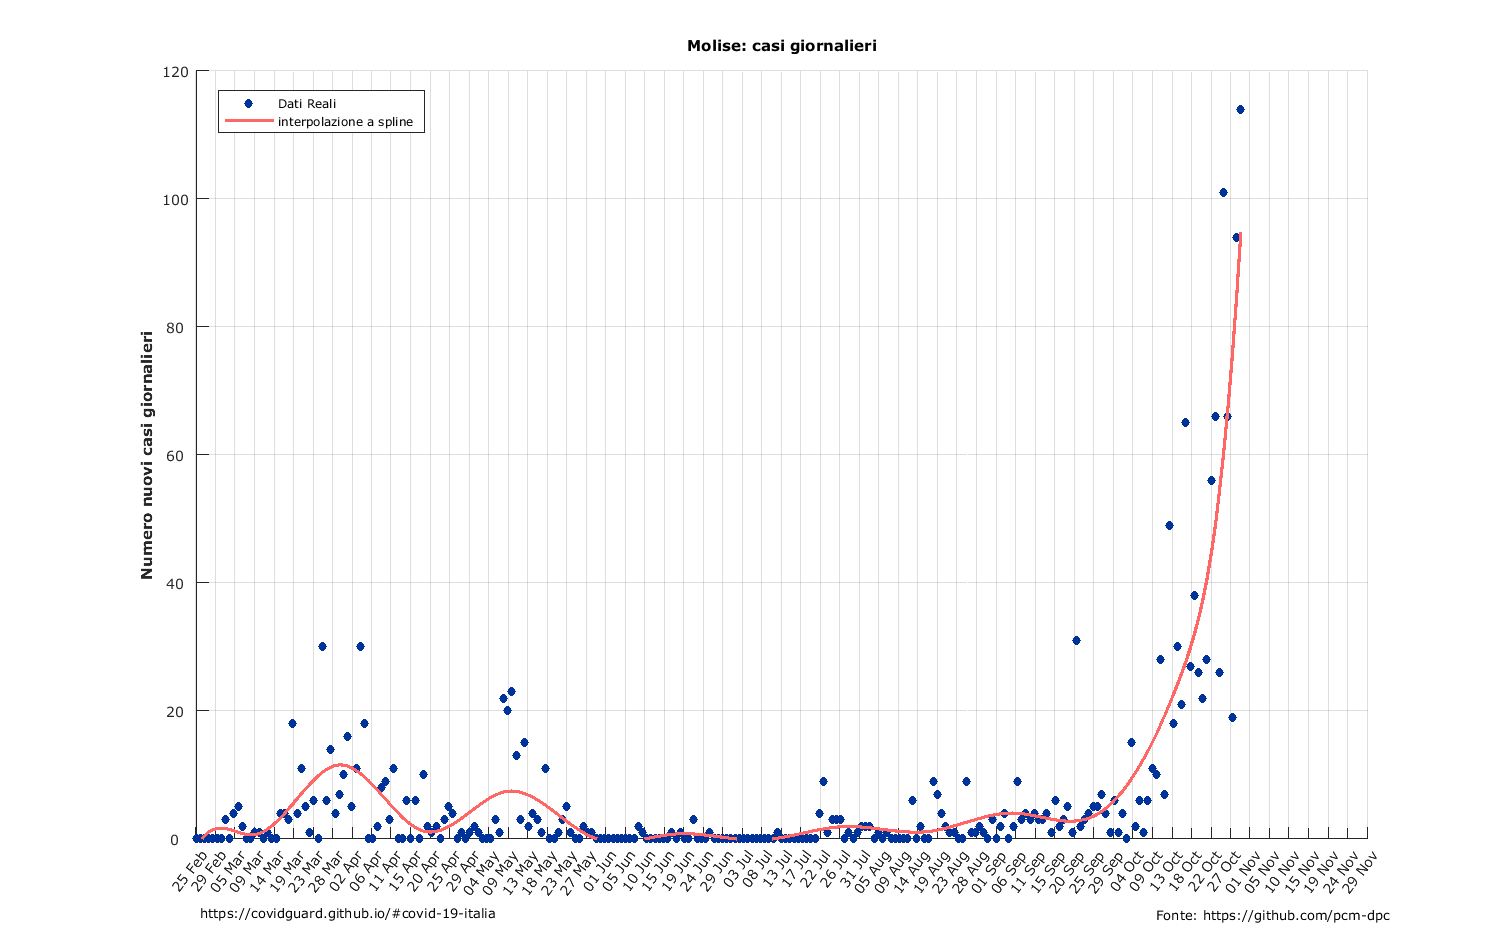 Molise: casi giornalieri
Dati Reali
interpolazione a spline
Numero nuovi casi giornalieri
120
100
80
60
40
20
0
25 Feb
29 Feb
05 Mar
09 Mar
14 Mar
19 Mar
23 Mar
28 Mar
02 Apr
06 Apr
11 Apr
15 Apr
20 Apr
25 Apr
29 Apr
04 May
09 May
13 May
18 May
23 May
27 May
01 Jun
05 Jun
10 Jun
15 Jun
19 Jun
24 Jun
29 Jun
03 Jul
08 Jul
13 Jul
17 Jul
22 Jul
26 Jul
31 Jul
05 Aug
09 Aug
14 Aug
19 Aug
23 Aug
28 Aug
01 Sep
06 Sep
11 Sep
15 Sep
20 Sep
25 Sep
29 Sep
04 Oct
09 Oct
13 Oct
18 Oct
22 Oct
27 Oct
01 Nov
05 Nov
10 Nov
15 Nov
19 Nov
24 Nov
29 Nov
https://covidguard.github.io/#covid-19-italia
Fonte: https://github.com/pcm-dpc